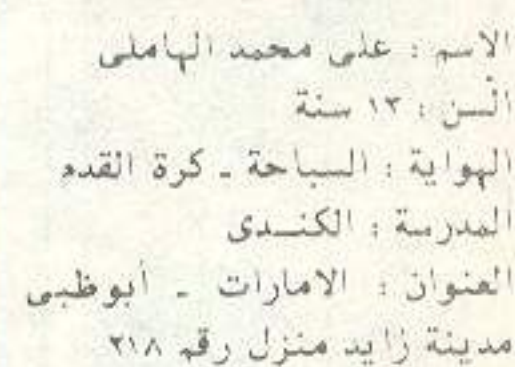 الاسم : على محمد الهاملى
السن : ١٣ سنة
الهواية : السباحة ـ كرة القدم
المدرسة : الكنـدى
العنوان : الامارات ـ أبوظبى
مدينة زايد منزل رقم ٢١٨